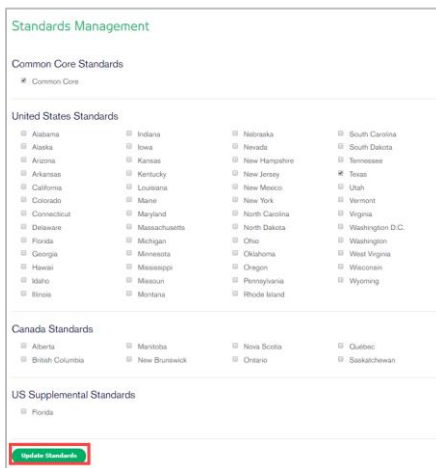 Standards Management
Common Core Standards
Common Core
United States Standards
Alabama Indiana Nebraska South Carolina
Alaska Iowa Nevada South Dakota
Arizona Kansas New Hampshire Tennessee
Arkansas Kentucky New Jersey Texas
California Louisiana New Mexico Utah
Colorado Maine New York Vermont
Connecticut Maryland North Carolina Virginia
Delaware Massachusetts North Dakota Washington D.C.
Florida Michigan Ohio Washington
Georgia Minnesota Oklahoma West Virginia
Hawaii Mississippi Oregon Wisconsin
Idaho Missouri Pennsylvania Wyoming
Illinois Montana Rhode Island
Canada Standards
Alberta Manitoba Nova Scotia Québec
British Columbia New Brunswick Ontario Saskatchewan
US Supplemental Standards
Florida
Update Standards